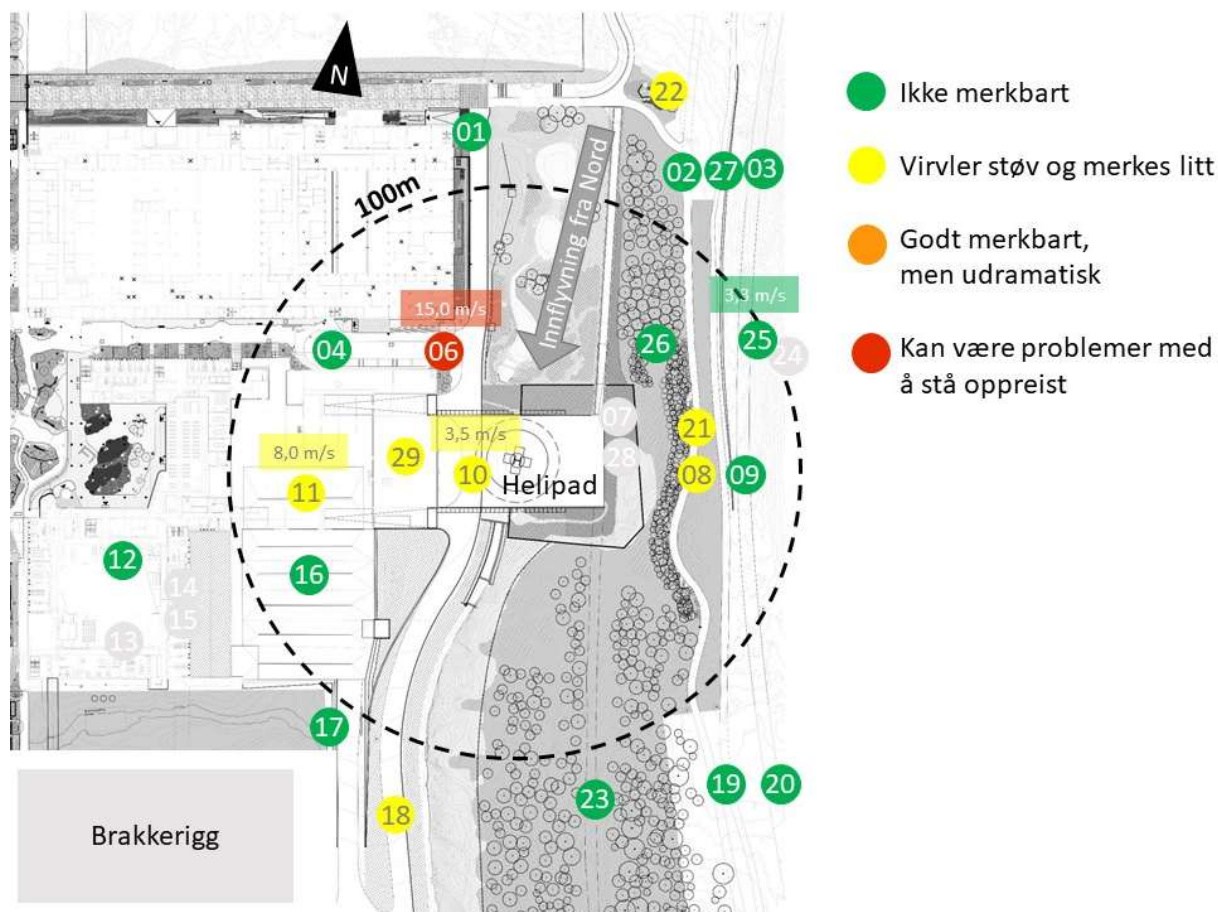 N
22
Ikke merkbart
01
Innflyvning fra Nord
02
27
03
Virvler støv og merkes litt
100m
Godt merkbart,
men udramatisk
3,3 m/s
15,0 m/s
04
06
26
25
24
Kan være problemer med
å stå oppreist
07
21
8,0 m/s
29
3,5 m/s
28
11
10
Helipad
08
09
12
16
14
15
13
17
18
23
19
20
Brakkerigg